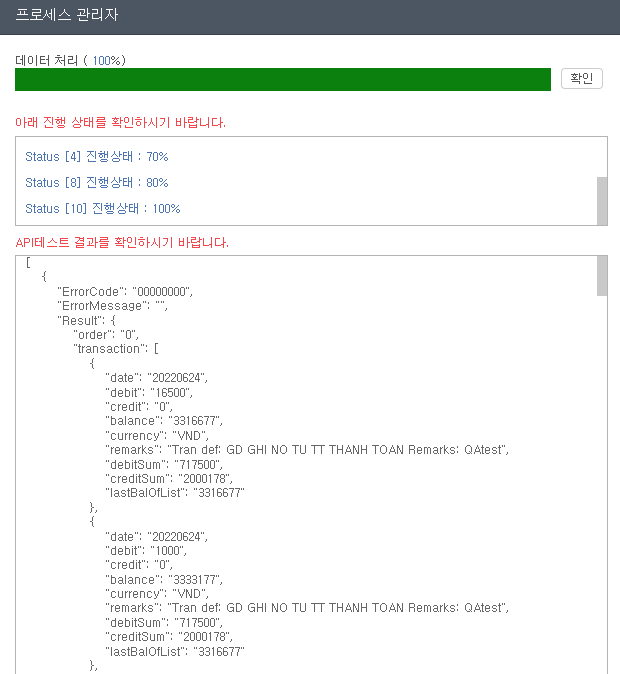 프로세스 관리자
데이터 처리 ( 100%)
확인
아래 진행 상태를 확인하시기 바랍니다.
Status [4] 진행상태 : 70%
Status [8] 진행상태 : 80%
Status [10] 진행상태 : 100%
API테스트 결과를 확인하시기 바랍니다.
[
{
"ErrorCode": "00000000",
"ErrorMessage": "",
"Result": {
"order": "0",
"transaction": [
{
"date": "20220624",
"debit": "16500",
"credit": "0",
"balance": "3316677",
"currency": "VND",
"remarks": "Tran def: GD GHI NO TU TT THANH TOAN Remarks: QAtest",
"debitSum": "717500",
"creditSum": "2000178",
"lastBalOfList": "3316677"
},
{
"date": "20220624",
"debit": "1000",
"credit": "0",
"balance": "3333177",
"currency": "VND",
"remarks": "Tran def: GD GHI NO TU TT THANH TOAN Remarks: QAtest",
"debitSum": "717500",
"creditSum": "2000178",
"lastBalOfList": "3316677"
},